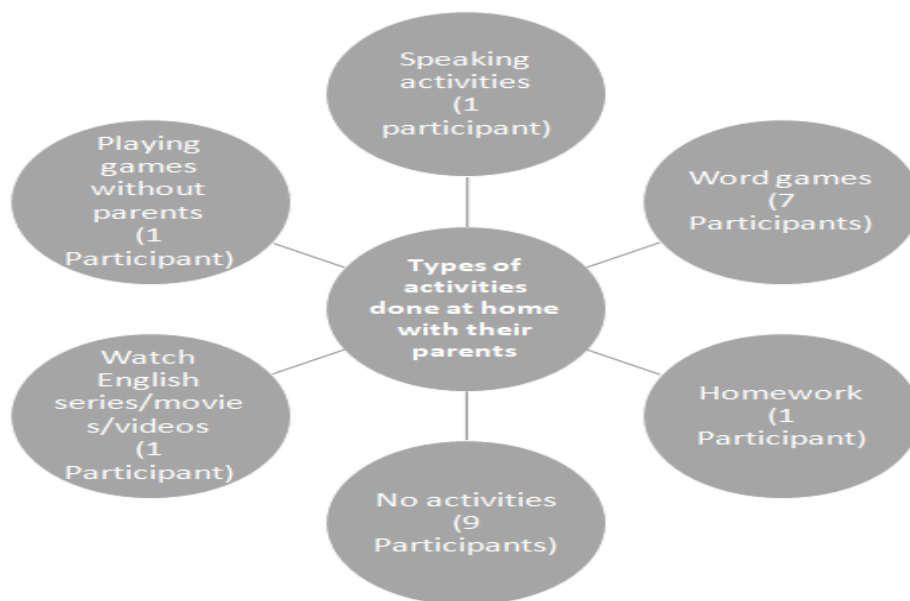 Speaking
activities
(1
participant)
Playing
games
without
parents
(1
Participant)
Word games
(7
Participants)
Types of
activities
done at home
with their
parents
Watch
English
series/movie
s/videos
(1
Participant)
Homework
(1
Participant)
No activities
(9
Participants)